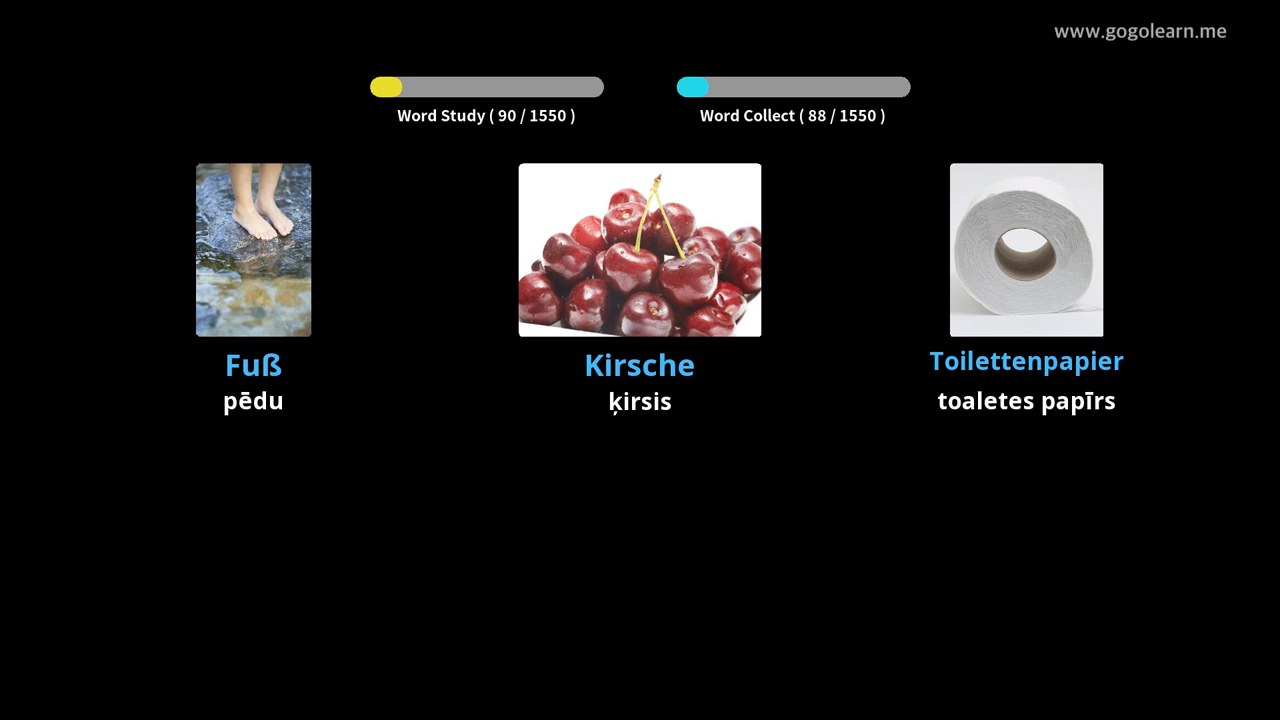 www.gogolearn.me
Word Study ( 90 / 1550 )
Word Collect ( 88 / 1550 )
Fuß
pēdu
Kirsche
ķirsis
Toilettenpapier
toaletes papīrs